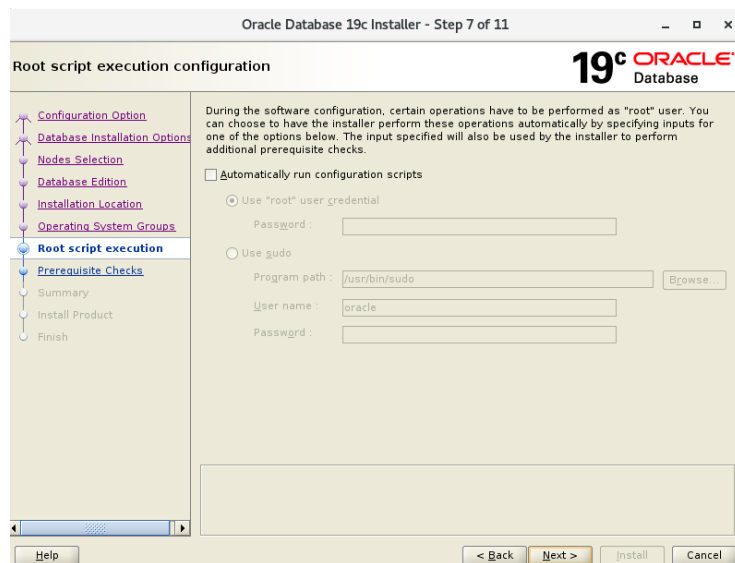 Oracle Database 19c Installer - Step 7 of 11
Root script execution configuration
19c ORACLE
Database
Configuration Option
Database Installation Options
Nodes Selection
Database Edition
Installation Location
Operating System Groups
Root script execution
Prerequisite Checks
Summary
Install Product
Finish
During the software configuration, certain operations have to be performed as "root" user. You
can choose to have the installer perform these operations automatically by specifying inputs for
one of the options below. The input specified will also be used by the installer to perform
additional prerequisite checks.
Automatically run configuration scripts
Use "root" user credential
Password :
Use sudo
Program path : /usr/bin/sudo Browse...
User name : oracle
Password :
Help < Back Next > Install Cancel